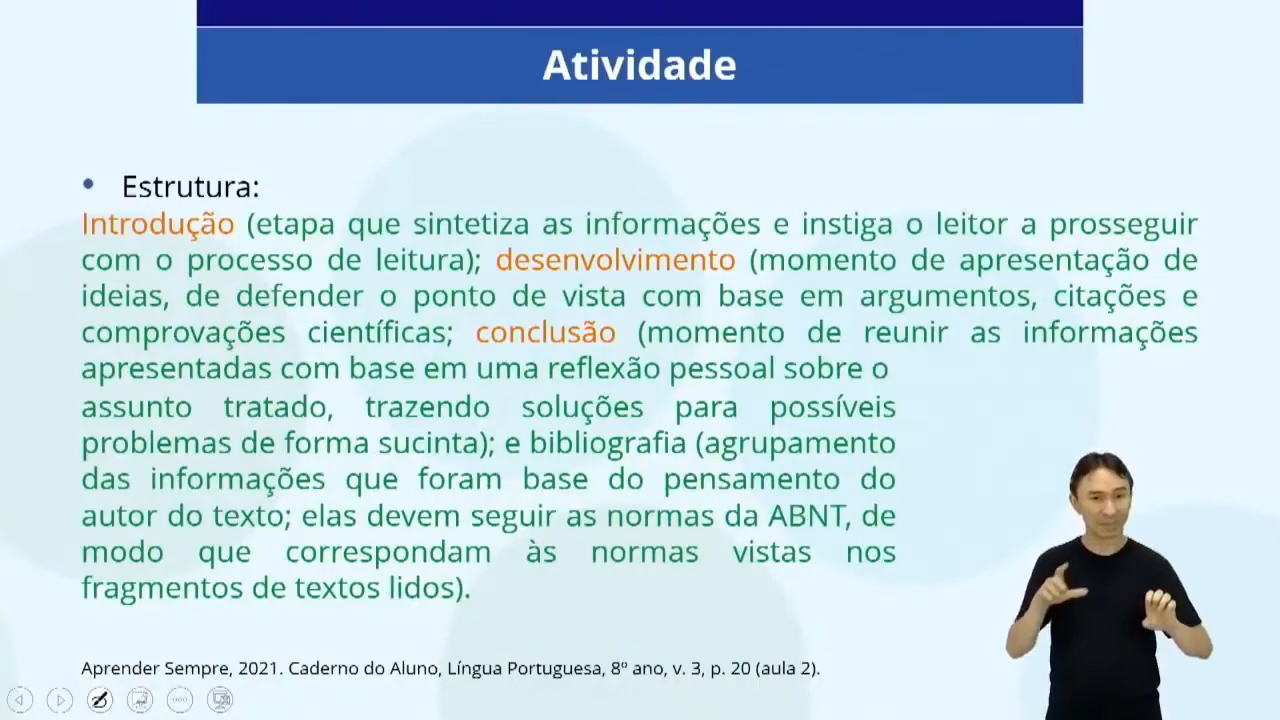 Atividade
• Estrutura:
Introdução (etapa que sintetiza as informações e instiga o leitor a prosseguir
com o processo de leitura); desenvolvimento (momento de apresentação de
ideias, de defender o ponto de vista com base em argumentos, citações e
comprovações científicas; conclusão (momento de reunir as informações
apresentadas com base em uma reflexão pessoal sobre o
assunto tratado, trazendo soluções para possíveis
problemas de forma sucinta); e bibliografia (agrupamento
das informações que foram base do pensamento do
autor do texto; elas devem seguir as normas da ABNT, de
modo que correspondam às normas vistas nos
fragmentos de textos lidos).
Aprender Sempre, 2021. Caderno do Aluno, Língua Portuguesa, 8º ano, v. 3, p. 20 (aula 2).